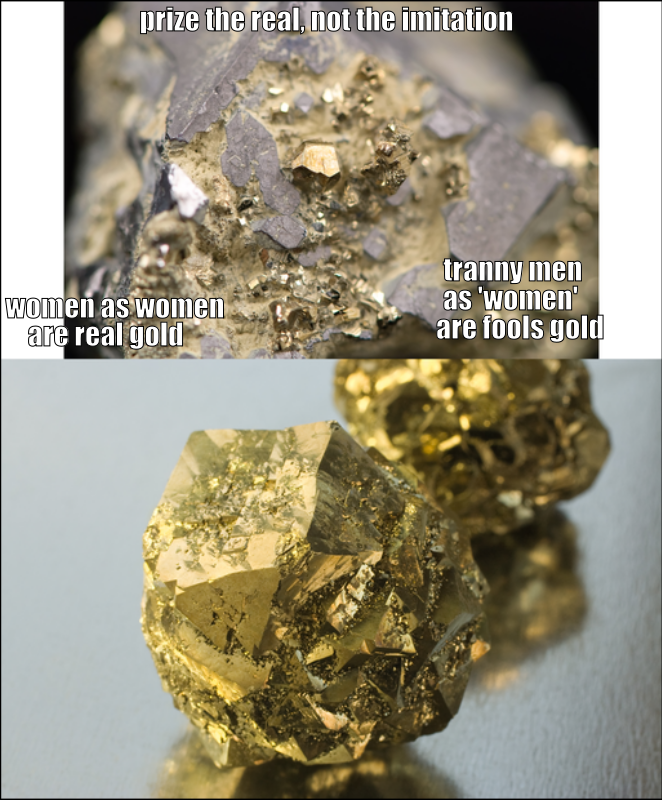 prize the real, not the imitation
tranny men
as 'women'
are fools gold
women as women
are real gold